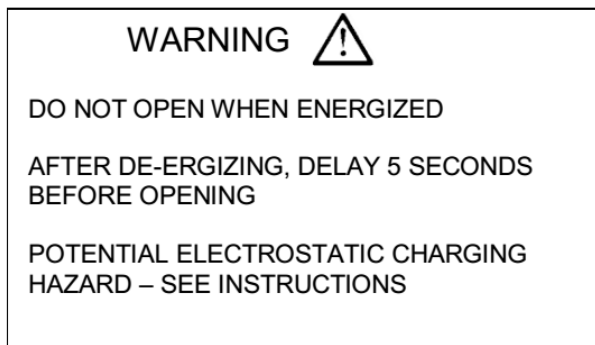 WARNING
DO NOT OPEN WHEN ENERGIZED
AFTER DE-ERGIZING, DELAY 5 SECONDS
BEFORE OPENING
POTENTIAL ELECTROSTATIC CHARGING
HAZARD – SEE INSTRUCTIONS